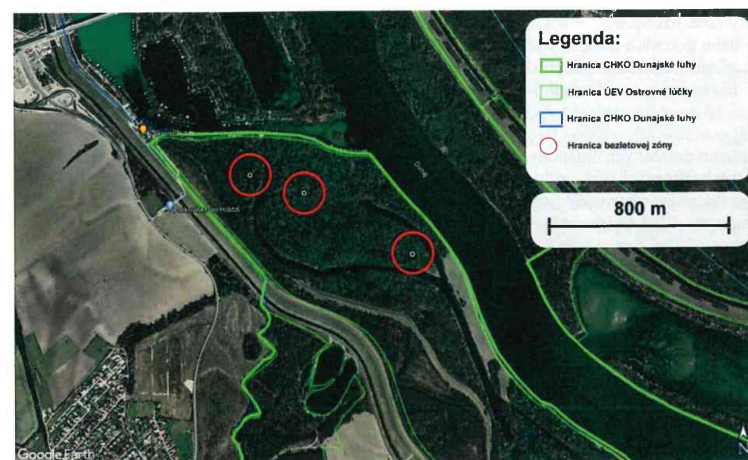 Legenda:
Hranica CHKO Dunajské luhy
Hranica ÚEV Ostrovné lúčky
Hranica CHKO Dunajské luhy
Hranica bezletovej zóny
800 m
Dunaj
Google Earth
N